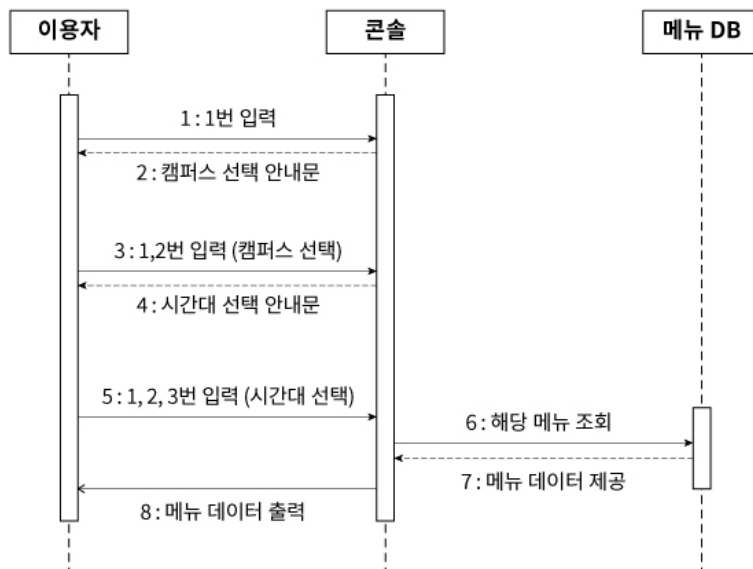 이용자
콘솔
메뉴 DB
1 : 1번 입력
2 : 캠퍼스 선택 안내문
3 : 1,2번 입력 (캠퍼스 선택)
4 : 시간대 선택 안내문
5 : 1, 2, 3번 입력 (시간대 선택)
6 : 해당 메뉴 조회
7 : 메뉴 데이터 제공
8 : 메뉴 데이터 출력